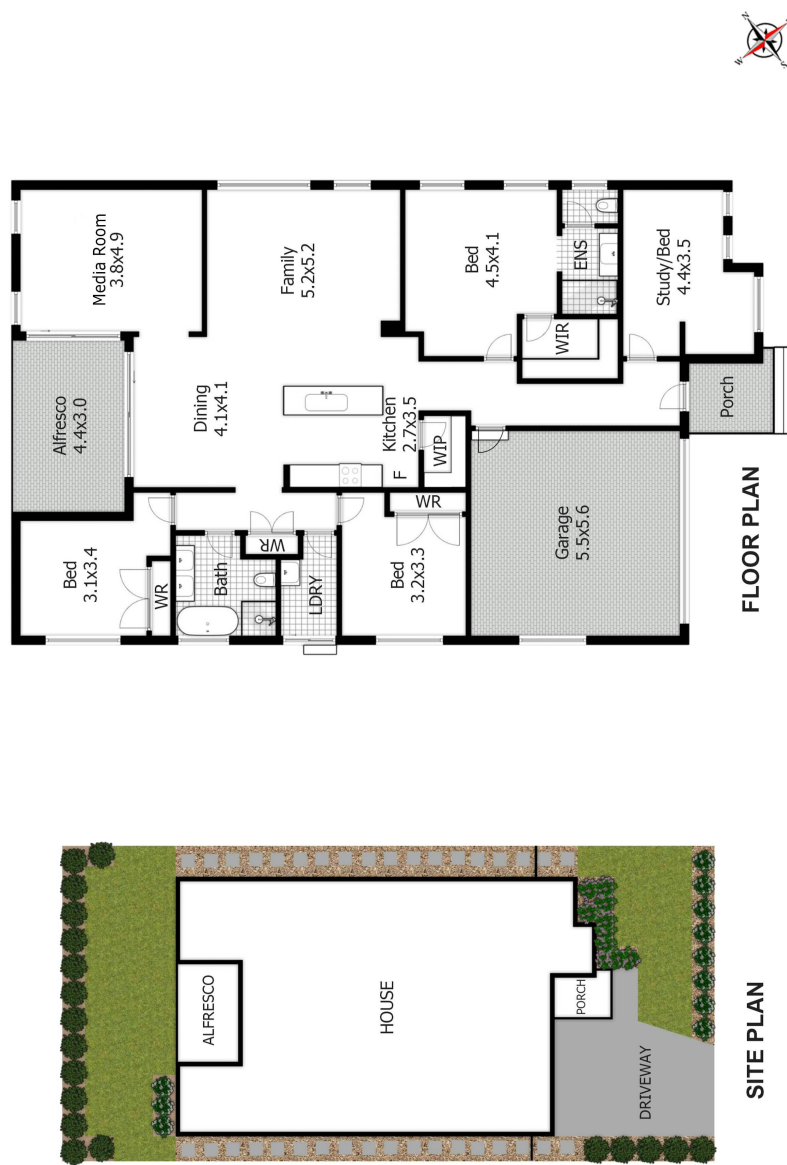 N
W
S
Media Room
3.8x4.9
Family
5.2x5.2
Bed
4.5x4.1
ENS
Study/Bed
4.4x3.5
WIR
Alfresco
4.4x3.0
Dining
4.1x4.1
Kitchen
2.7x3.5
F
WIP
Porch
Bed
3.1x3.4
WR
Bath
WR
LDRY
WR
Bed
3.2x3.3
Garage
5.5x5.6
FLOOR PLAN
ALFRESCO
HOUSE
PORCH
DRIVEWAY
SITE PLAN